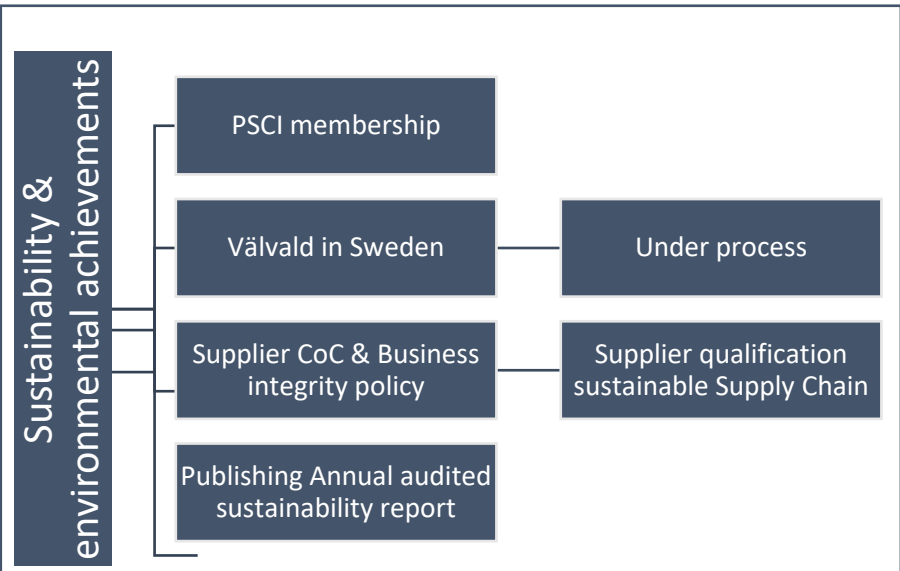 Sustainability &
environmental achievements
PSCI membership
Välvald in Sweden
Under process
Supplier CoC & Business
integrity policy
Supplier qualification
sustainable Supply Chain
Publishing Annual audited
sustainability report